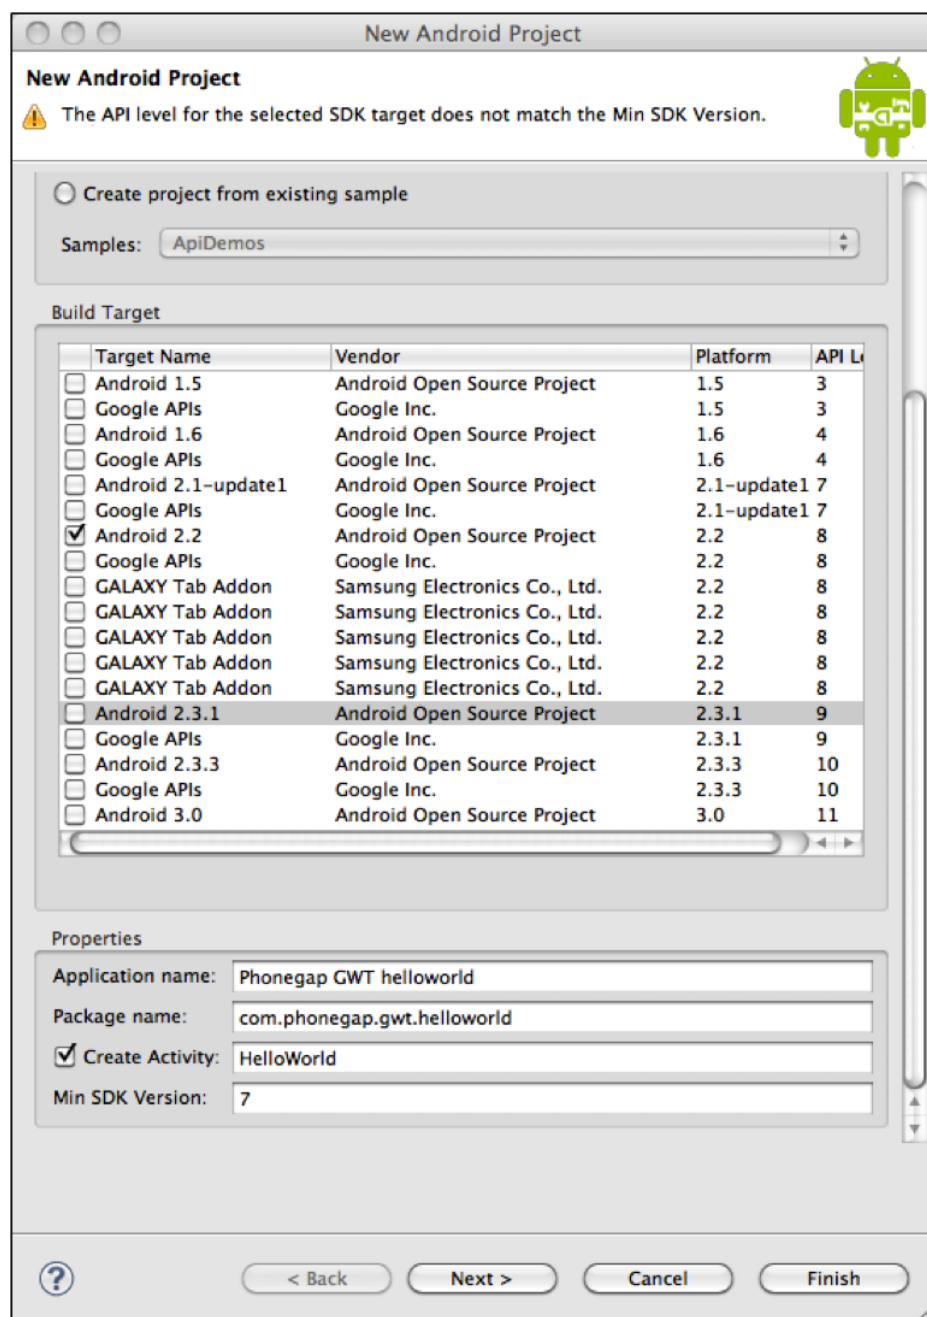 New Android Project
New Android Project
The API level for the selected SDK target does not match the Min SDK Version.
Create project from existing sample
Samples: ApiDemos
Build Target
Target Name Vendor Platform API Le
Android 1.5 Android Open Source Project 1.5 3
Google APIs Google Inc. 1.5 3
Android 1.6 Android Open Source Project 1.6 4
Google APIs Google Inc. 1.6 4
Android 2.1-update1 Android Open Source Project 2.1-update1 7
Google APIs Google Inc. 2.1-update1 7
Android 2.2 Android Open Source Project 2.2 8
Google APIs Google Inc. 2.2 8
GALAXY Tab Addon Samsung Electronics Co., Ltd. 2.2 8
GALAXY Tab Addon Samsung Electronics Co., Ltd. 2.2 8
GALAXY Tab Addon Samsung Electronics Co., Ltd. 2.2 8
GALAXY Tab Addon Samsung Electronics Co., Ltd. 2.2 8
GALAXY Tab Addon Samsung Electronics Co., Ltd. 2.2 8
Android 2.3.1 Android Open Source Project 2.3.1 9
Google APIs Google Inc. 2.3.1 9
Android 2.3.3 Android Open Source Project 2.3.3 10
Google APIs Google Inc. 2.3.3 10
Android 3.0 Android Open Source Project 3.0 11
Properties
Application name: Phonegap GWT helloworld
Package name: com.phonegap.gwt.helloworld
Create Activity: HelloWorld
Min SDK Version: 7
? < Back Next > Cancel Finish